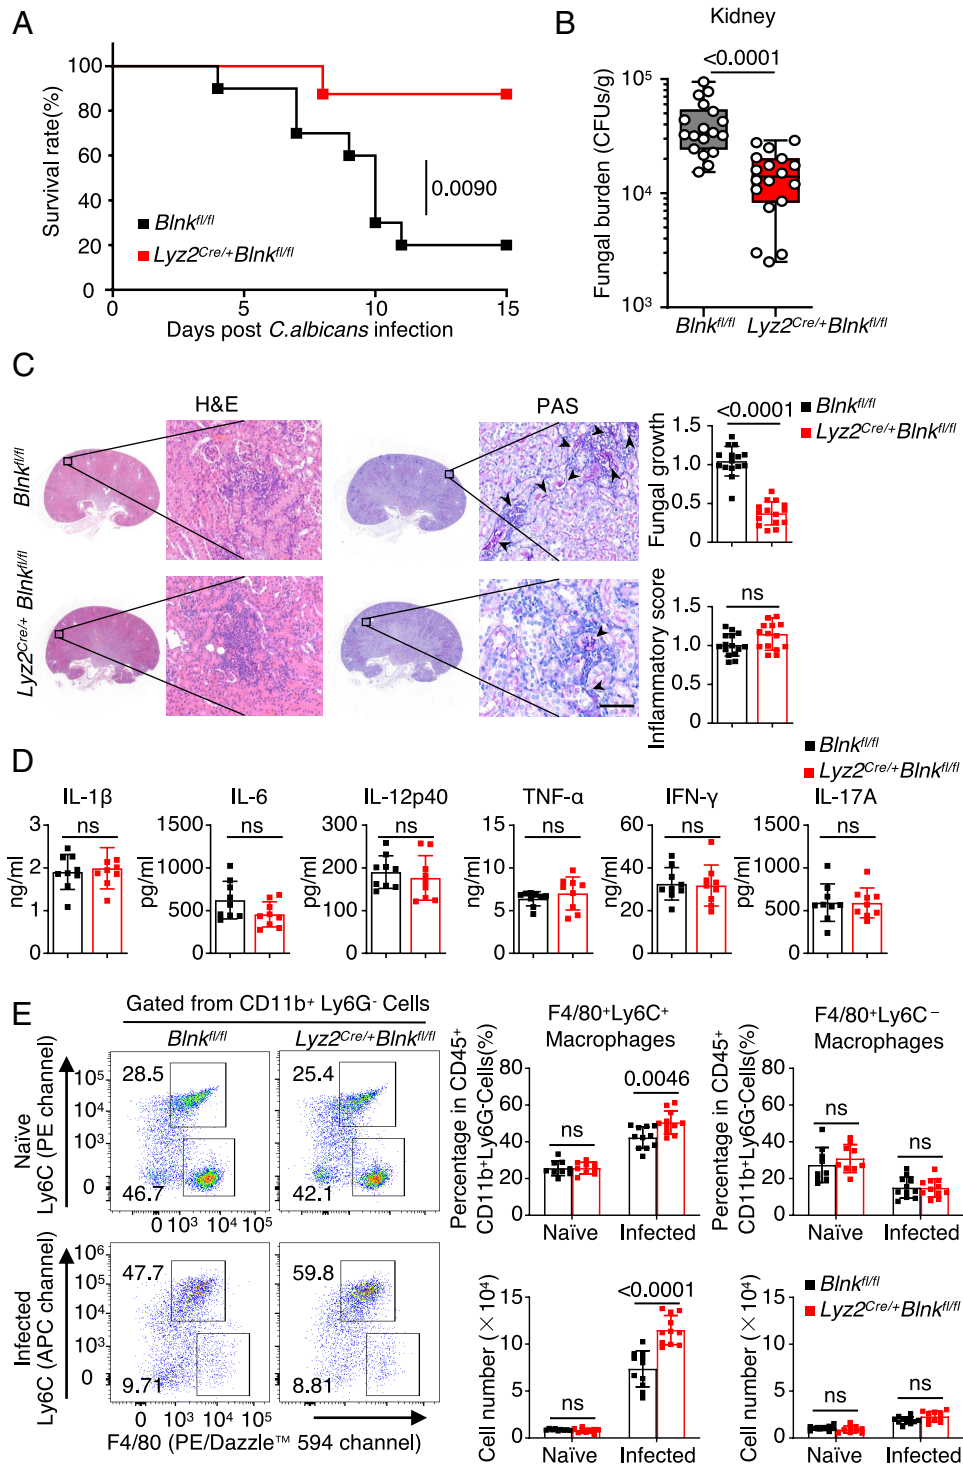 A
Survival rate(%)
100
80
60
40
20
0
0
5
10
15
Days post C.albicans infection
0.0090
Blnkfl/fl
Lyz2Cre/+Blnkfl/fl
B
Kidney
<0.0001
Fungal burden (CFUs/g)
10⁵
10⁴
10³
Blnkfl/fl
Lyz2Cre/+Blnkfl/fl
C
H&E
PAS
Blnkfl/fl
Lyz2Cre/+ Blnkfl/fl
<0.0001
Blnkfl/fl
Lyz2Cre/+Blnkfl/fl
Fungal growth
1.5
1.0
0.5
0
ns
Inflammatory score
1.5
1.0
0.5
0
Blnkfl/fl
Lyz2Cre/+Blnkfl/fl
D
IL-1β
ns
ng/ml
3
2
1
0
IL-6
ns
pg/ml
1500
1000
500
0
IL-12p40
ns
pg/ml
300
200
100
0
TNF-α
ns
ng/ml
15
10
5
0
IFN-γ
ns
ng/ml
60
40
20
0
IL-17A
ns
pg/ml
1500
1000
500
0
E
Gated from CD11b⁺ Ly6G⁻ Cells
Blnkfl/fl
Lyz2Cre/+Blnkfl/fl
Naïve
Ly6C (PE channel)
10⁵
10⁴
10³
0
28.5
46.7
25.4
42.1
0
10³
10⁴
10⁵
0
10³
10⁴
10⁵
Infected
Ly6C (APC channel)
10⁶
10⁵
10⁴
10³
0
47.7
9.71
59.8
8.81
0
10³
10⁴
10⁵
0
10³
10⁴
10⁵
F4/80 (PE/Dazzle™ 594 channel)
F4/80⁺Ly6C⁺
Macrophages
Percentage in CD45⁺
CD11b⁺Ly6G⁻Cells(%)
80
60
40
20
0
ns
0.0046
Naïve
Infected
F4/80⁺Ly6C⁻
Macrophages
Percentage in CD45⁺
CD11b⁺Ly6G⁻Cells(%)
80
60
40
20
0
ns
ns
Naïve
Infected
Cell number (× 10⁴)
15
10
5
0
ns
<0.0001
Naïve
Infected
Cell number (× 10⁴)
15
10
5
0
Blnkfl/fl
Lyz2Cre/+Blnkfl/fl
ns
ns
Naïve
Infected